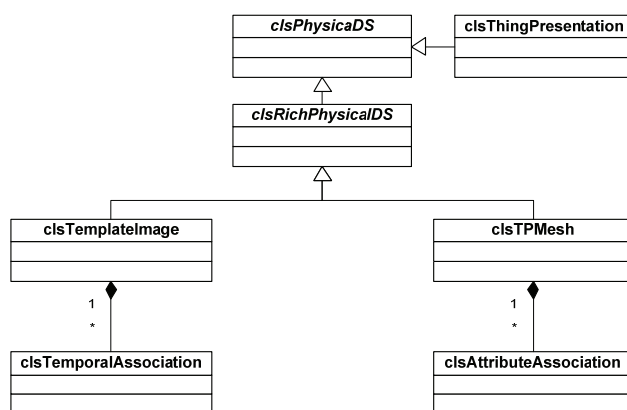 clsPhysicaDS
clsThingPresentation
clsRichPhysicalDS
clsTemplateImage
clsTPMesh
1
*
1
*
clsTemporalAssociation
clsAttributeAssociation